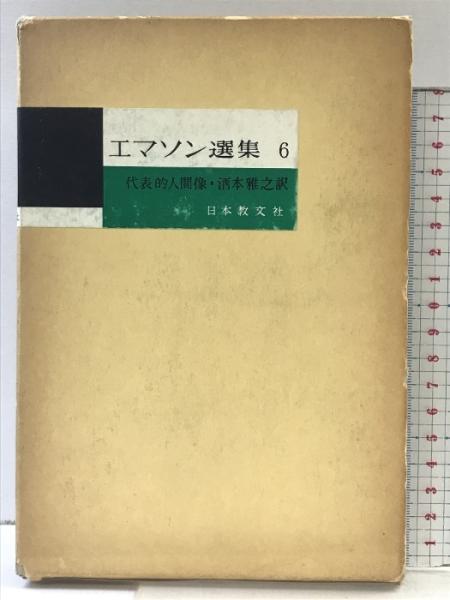 エマソン選集 6
代表的人間像・酒本雅之訳
日本教文社